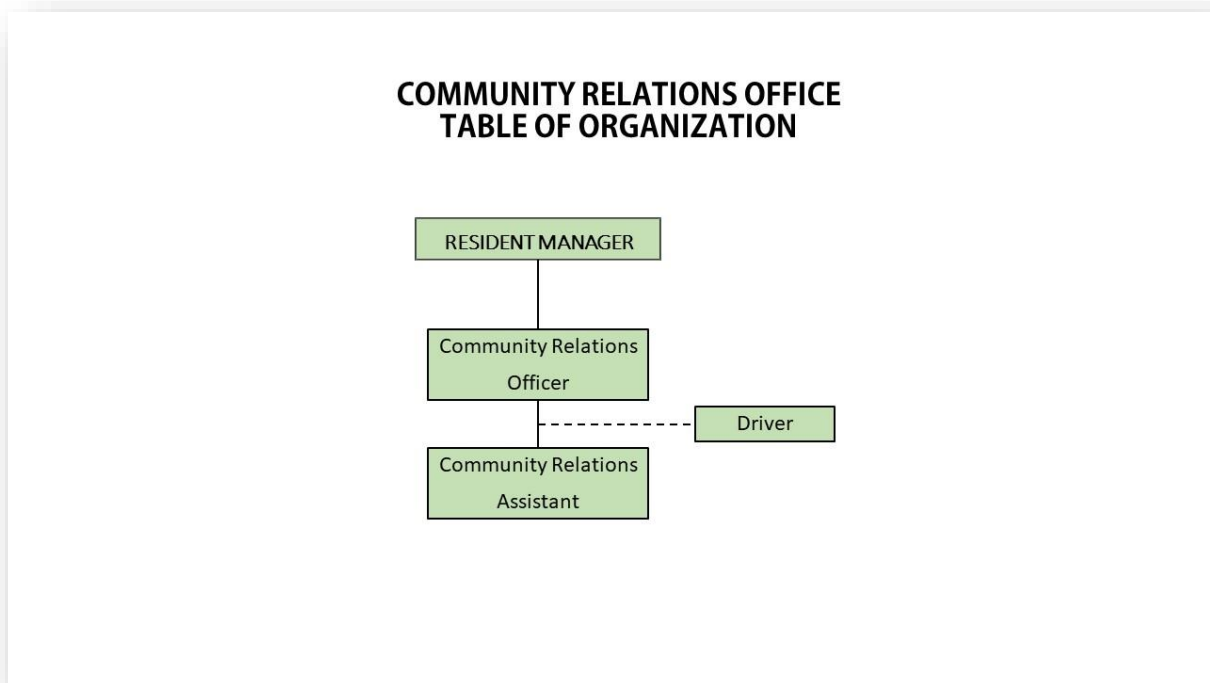 COMMUNITY RELATIONS OFFICE
TABLE OF ORGANIZATION
RESIDENT MANAGER
Community Relations
Officer
Driver
Community Relations
Assistant